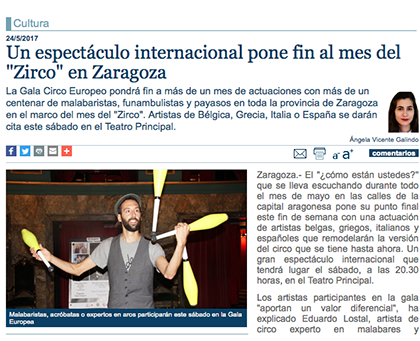 Cultura
24/5/2017
Un espectáculo internacional pone fin al mes del
"Zirco" en Zaragoza
La Gala Circo Europeo pondrá fin a más de un mes de actuaciones con más de un
centenar de malabaristas, funambulistas y payasos en toda la provincia de Zaragoza
en el marco del mes del "Zirco". Artistas de Bélgica, Grecia, Italia o España se darán
cita este sábado en el Teatro Principal.
Ángela Vicente Galindo
a- a+ comentarios
Zaragoza.- El "¿cómo están ustedes?"
que se lleva escuchando durante todo
el mes de mayo en las calles de la
capital aragonesa pone su punto final
este fin de semana con una actuación
de artistas belgas, griegos, italianos y
españoles que remodelarán la versión
del circo que se tiene hasta ahora. Un
gran espectáculo internacional que
tendrá lugar el sábado, a las 20.30
horas, en el Teatro Principal.
Los artistas participantes en la gala
"aportan un valor diferencial", ha
explicado Eduardo Lostal, artista de
circo experto en malabares y
Malabaristas, acróbatas o expertos en aros participarán este sábado en la Gala
Europea